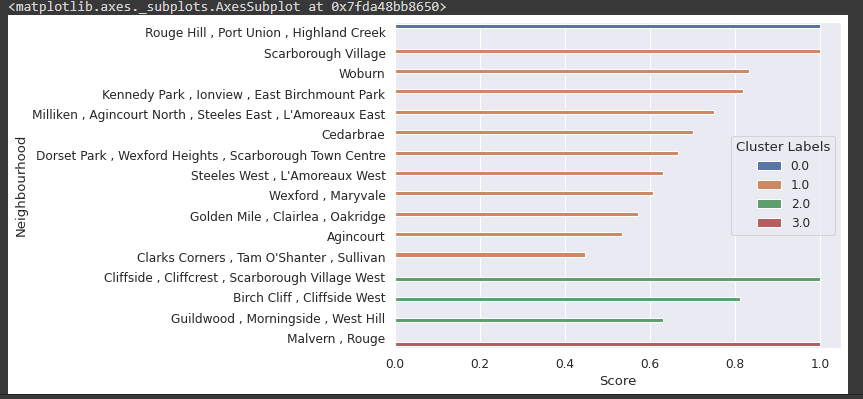 <matplotlib.axes._subplots.AxesSubplot at 0x7fda48bb8650>
Rouge Hill , Port Union , Highland Creek
Scarborough Village
Woburn
Kennedy Park , Ionview , East Birchmount Park
Milliken , Agincourt North , Steeles East , L'Amoreaux East
Cedarbrae
Dorset Park , Wexford Heights , Scarborough Town Centre
Steeles West , L'Amoreaux West
Wexford , Maryvale
Golden Mile , Clairlea , Oakridge
Agincourt
Clarks Corners , Tam O'Shanter , Sullivan
Cliffside , Cliffcrest , Scarborough Village West
Birch Cliff , Cliffside West
Guildwood , Morningside , West Hill
Malvern , Rouge
Neighbourhood
Cluster Labels
0.0
1.0
2.0
3.0
0.0 0.2 0.4 0.6 0.8 1.0
Score